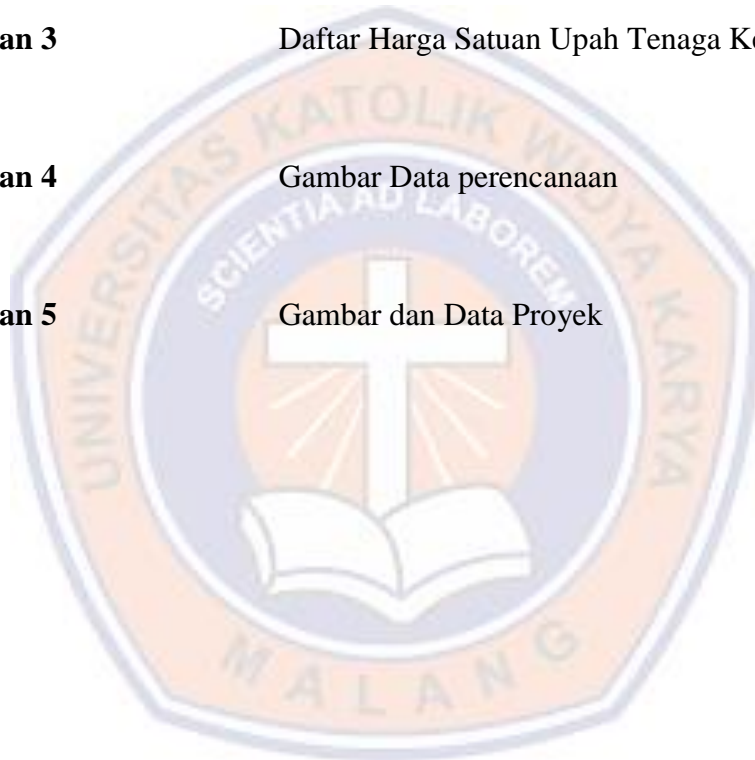 an 3 Daftar Harga Satuan Upah Tenaga Ke
an 4 Gambar Data perencanaan
an 5 Gambar dan Data Proyek
UNIVERSITAS KATOLIK WIDYA KARYA
SCIENTIA AD LABOREM
MALANG